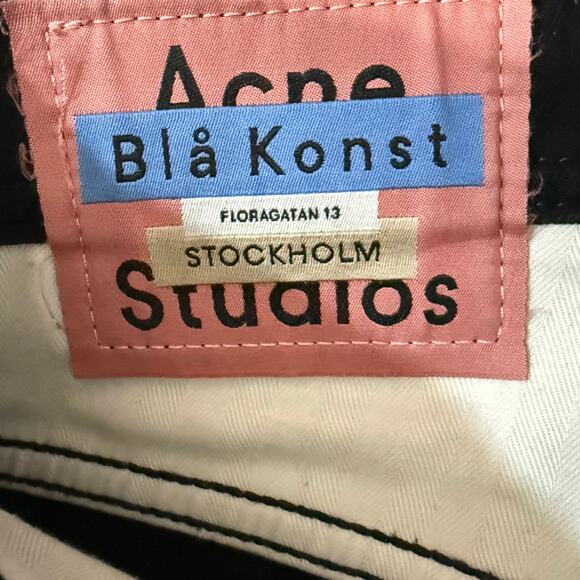 Acne
Blå Konst
FLORAGATAN 13
STOCKHOLM
Studios